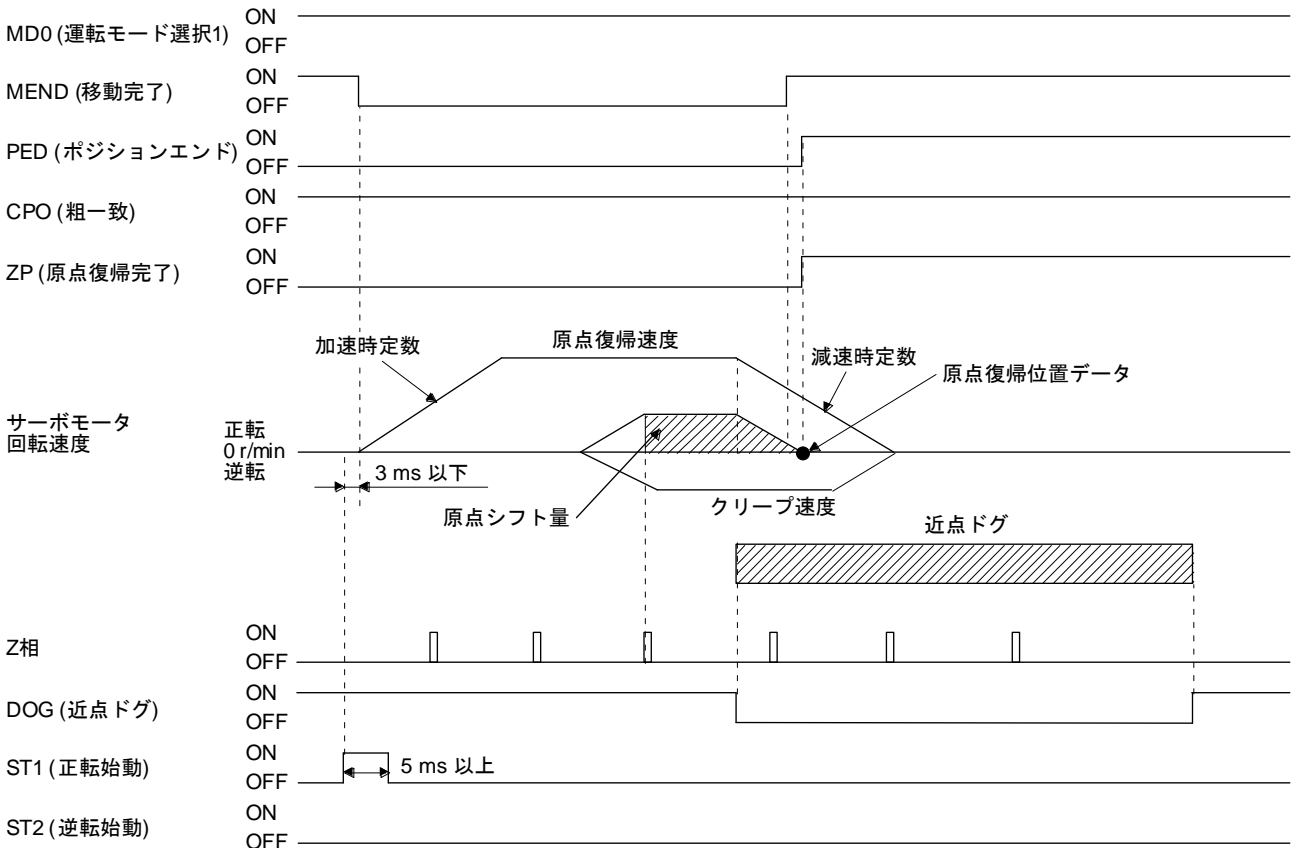 MD0 (運転モード選択1)
ON
OFF
MEND (移動完了)
ON
OFF
PED (ポジションエンド)
ON
OFF
CPO (粗一致)
ON
OFF
ZP (原点復帰完了)
ON
OFF
加速時定数
原点復帰速度
減速時定数
原点復帰位置データ
サーボモータ
回転速度
正転
0 r/min
逆転
3 ms 以下
原点シフト量
クリープ速度
近点ドグ
Z相
ON
OFF
DOG (近点ドグ)
ON
OFF
ST1 (正転始動)
ON
OFF
5 ms 以上
ST2 (逆転始動)
ON
OFF